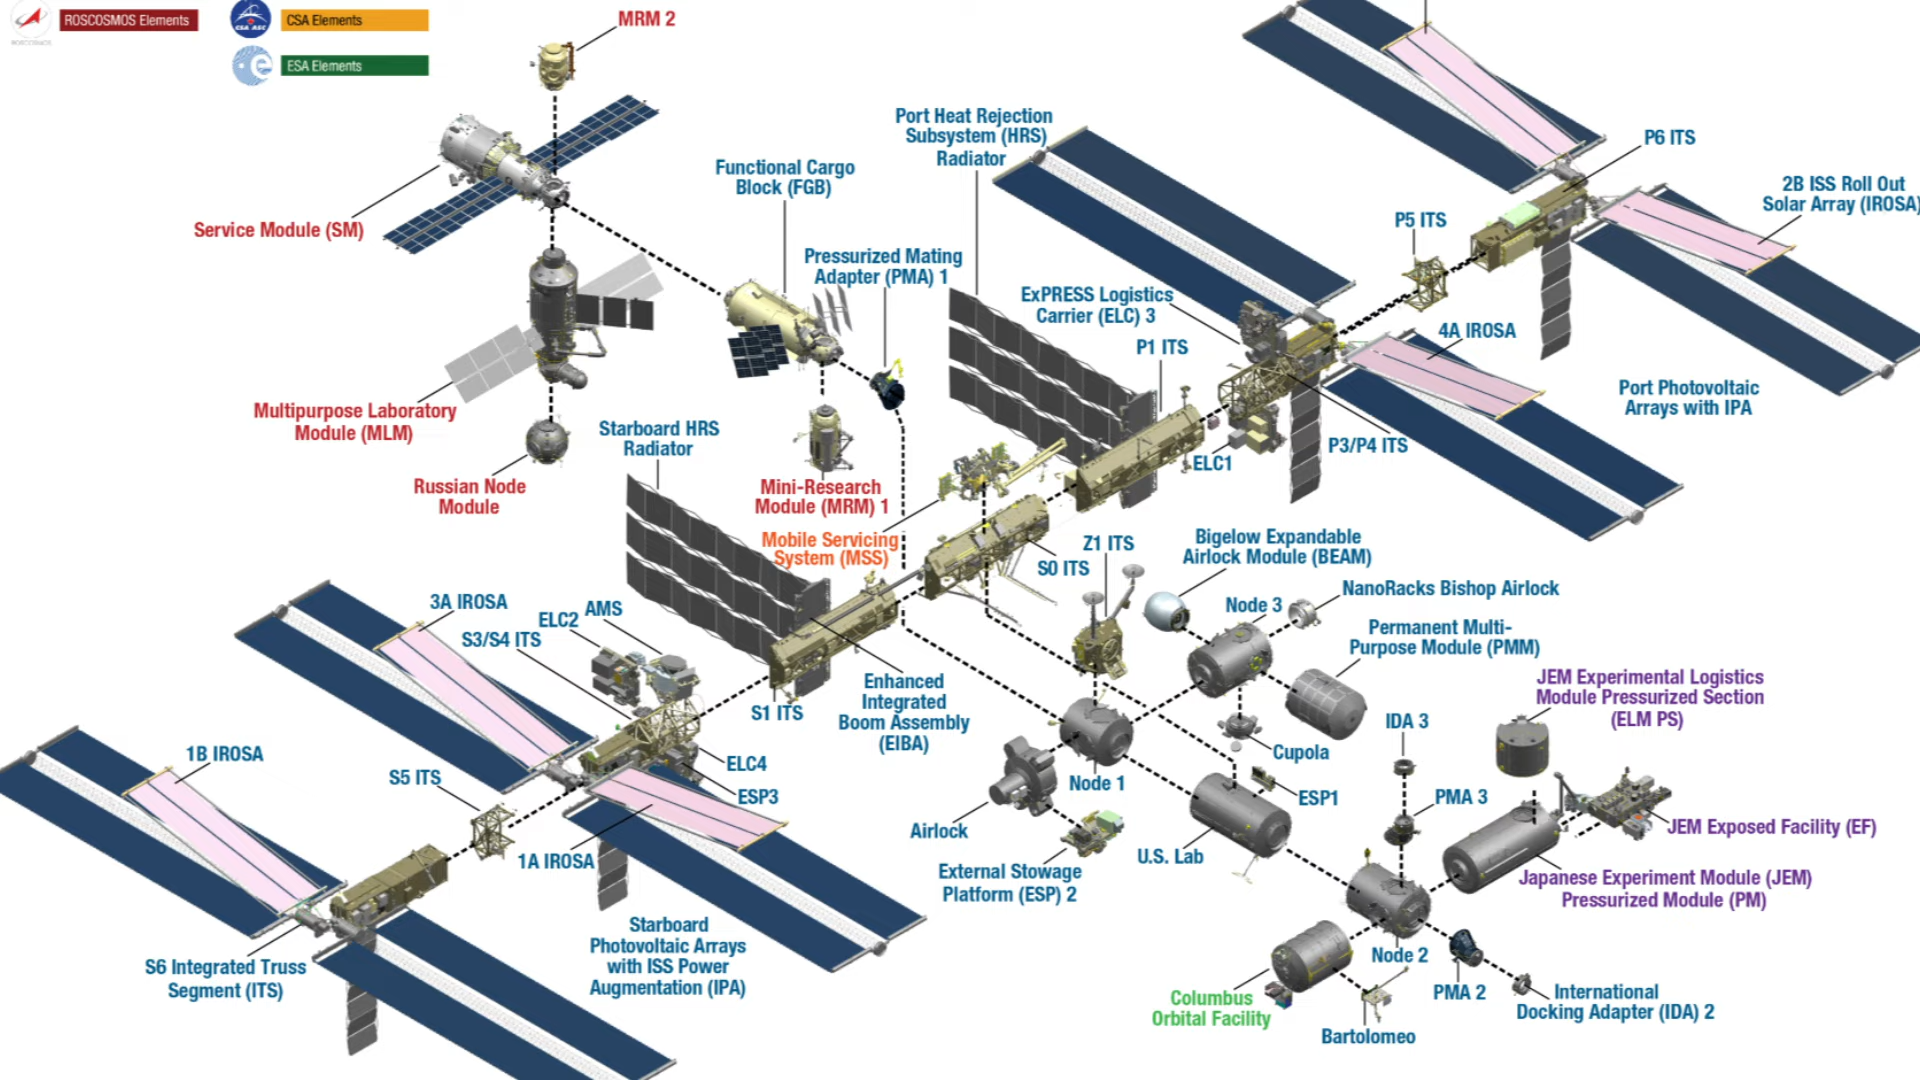 ROSCOSMOS
ROSCOSMOS Elements
CSA ASC
CSA Elements
esa
ESA Elements
MRM 2
Service Module (SM)
Functional Cargo
Block (FGB)
Port Heat Rejection
Subsystem (HRS)
Radiator
Pressurized Mating
Adapter (PMA) 1
ExPRESS Logistics
Carrier (ELC) 3
P1 ITS
P6 ITS
P5 ITS
2B ISS Roll Out
Solar Array (IROSA)
4A IROSA
Port Photovoltaic
Arrays with IPA
P3/P4 ITS
ELC1
Multipurpose Laboratory
Module (MLM)
Russian Node
Module
Starboard HRS
Radiator
Mini-Research
Module (MRM) 1
Mobile Servicing
System (MSS)
S0 ITS
Z1 ITS
Bigelow Expandable
Airlock Module (BEAM)
Node 3
NanoRacks Bishop Airlock
Permanent Multi-
Purpose Module (PMM)
3A IROSA
ELC2
AMS
S3/S4 ITS
S1 ITS
Enhanced
Integrated
Boom Assembly
(EIBA)
JEM Experimental Logistics
Module Pressurized Section
(ELM PS)
IDA 3
Cupola
1B IROSA
S5 ITS
ELC4
ESP3
1A IROSA
Node 1
Airlock
ESP1
PMA 3
U.S. Lab
External Stowage
Platform (ESP) 2
JEM Exposed Facility (EF)
Japanese Experiment Module (JEM)
Pressurized Module (PM)
S6 Integrated Truss
Segment (ITS)
Starboard
Photovoltaic Arrays
with ISS Power
Augmentation (IPA)
Node 2
Columbus
Orbital Facility
Bartolomeo
PMA 2
International
Docking Adapter (IDA) 2